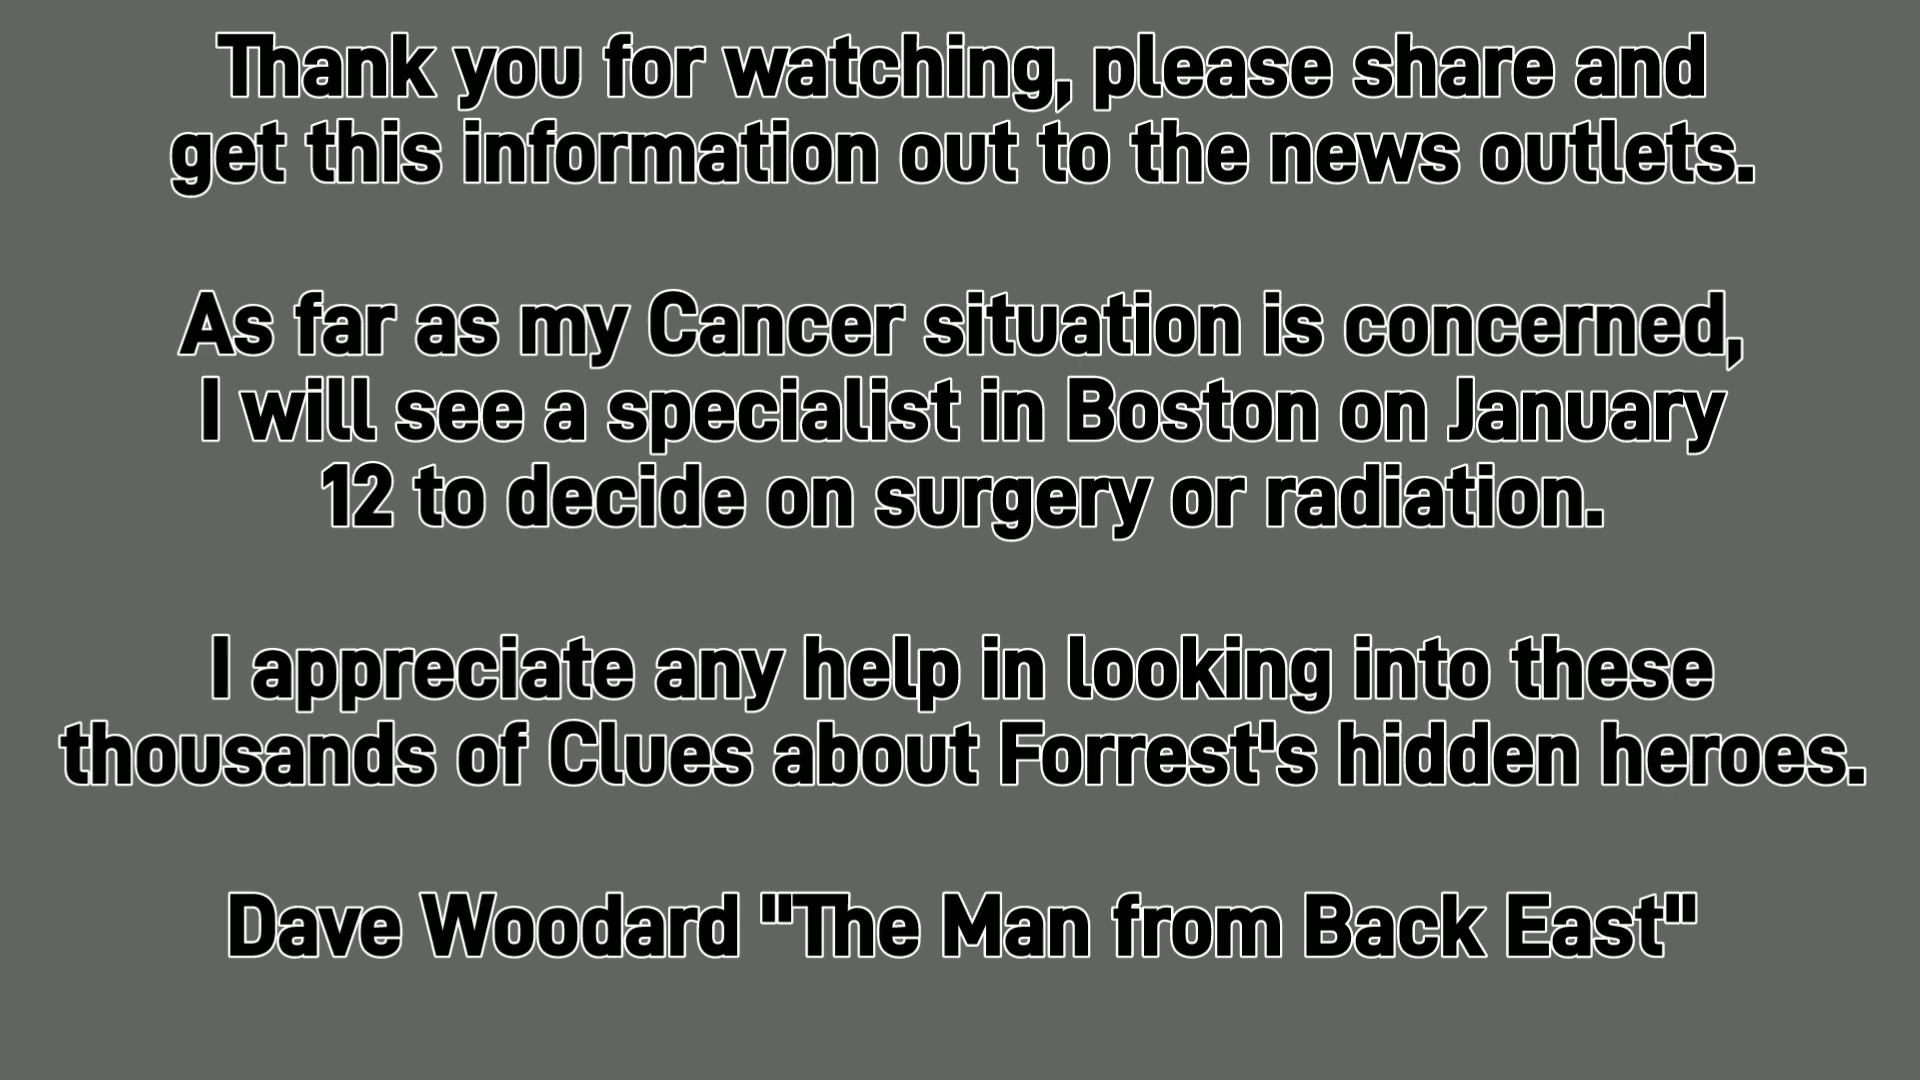 Thank you for watching, please share and
get this information out to the news outlets.
As far as my Cancer situation is concerned,
I will see a specialist in Boston on January
12 to decide on surgery or radiation.
I appreciate any help in looking into these
thousands of Clues about Forrest's hidden heroes.
Dave Woodard "The Man from Back East"